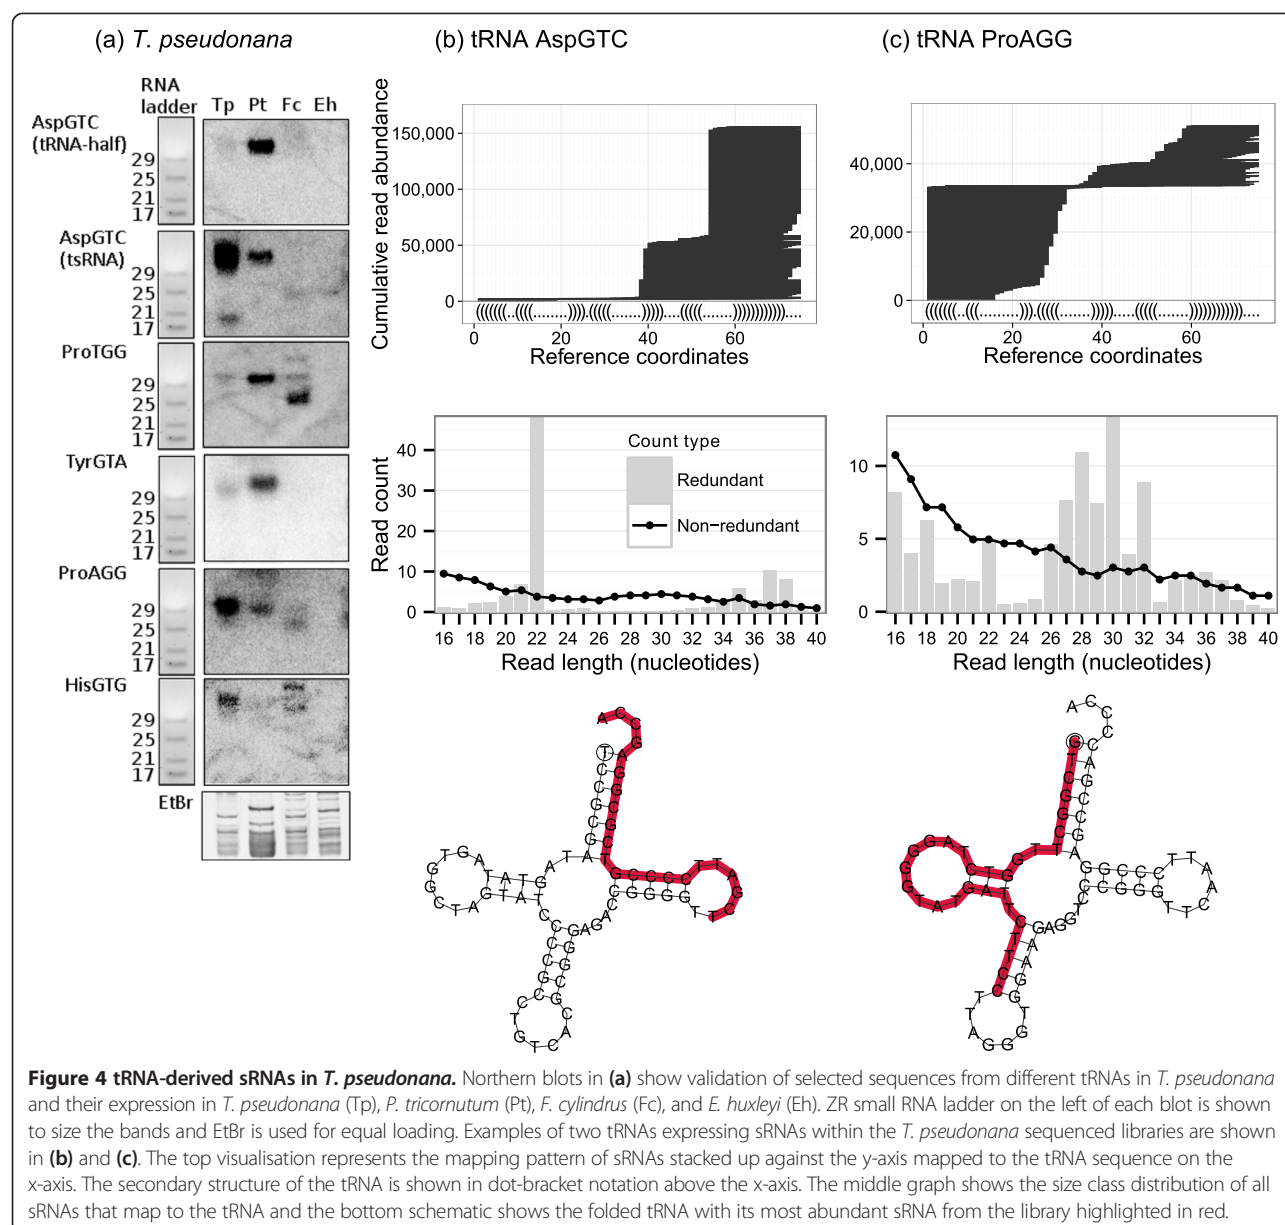 (a) T. pseudonana
(b) tRNA AspGTC
(c) tRNA ProAGG
RNA
ladder
Tp Pt Fc Eh
AspGTC
(tRNA-half)
29
25
21
17
AspGTC
(tsRNA)
29
25
21
17
ProTGG
29
25
21
17
TyrGTA
29
25
21
17
ProAGG
29
25
21
17
HisGTG
29
25
21
17
EtBr
Cumulative read abundance
150,000
100,000
50,000
0
0 20 40 60
Reference coordinates
40,000
20,000
0
0 20 40 60
Reference coordinates
Read count
40
30
20
10
0
Count type
Redundant
Non−redundant
16 18 20 22 24 26 28 30 32 34 36 38 40
Read length (nucleotides)
10
5
0
16 18 20 22 24 26 28 30 32 34 36 38 40
Read length (nucleotides)
Figure 4 tRNA-derived sRNAs in T. pseudonana. Northern blots in (a) show validation of selected sequences from different tRNAs in T. pseudonana
and their expression in T. pseudonana (Tp), P. tricornutum (Pt), F. cylindrus (Fc), and E. huxleyi (Eh). ZR small RNA ladder on the left of each blot is shown
to size the bands and EtBr is used for equal loading. Examples of two tRNAs expressing sRNAs within the T. pseudonana sequenced libraries are shown
in (b) and (c). The top visualisation represents the mapping pattern of sRNAs stacked up against the y-axis mapped to the tRNA sequence on the
x-axis. The secondary structure of the tRNA is shown in dot-bracket notation above the x-axis. The middle graph shows the size class distribution of all
sRNAs that map to the tRNA and the bottom schematic shows the folded tRNA with its most abundant sRNA from the library highlighted in red.